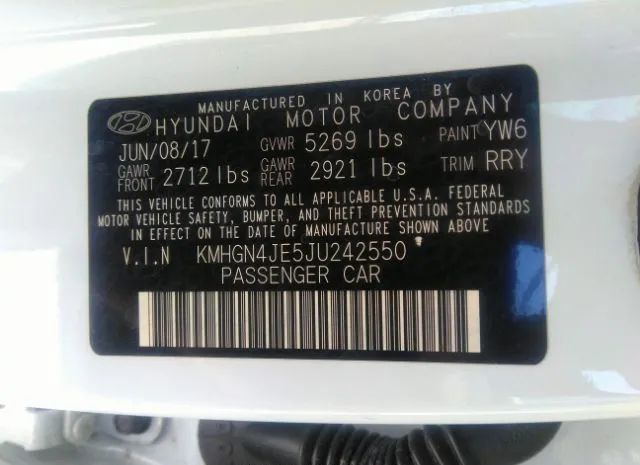 MANUFACTURED IN KOREA BY
HYUNDAI MOTOR COMPANY
JUN/08/17 GVWR 5269 lbs PAINT YW6
GAWR FRONT 2712 lbs GAWR REAR 2921 lbs TRIM RRY
THIS VEHICLE CONFORMS TO ALL APPLICABLE U.S.A. FEDERAL
MOTOR VEHICLE SAFETY, BUMPER, AND THEFT PREVENTION STANDARDS
IN EFFECT ON THE DATE OF MANUFACTURE SHOWN ABOVE
V.I.N KMHGN4JE5JU242550
PASSENGER CAR